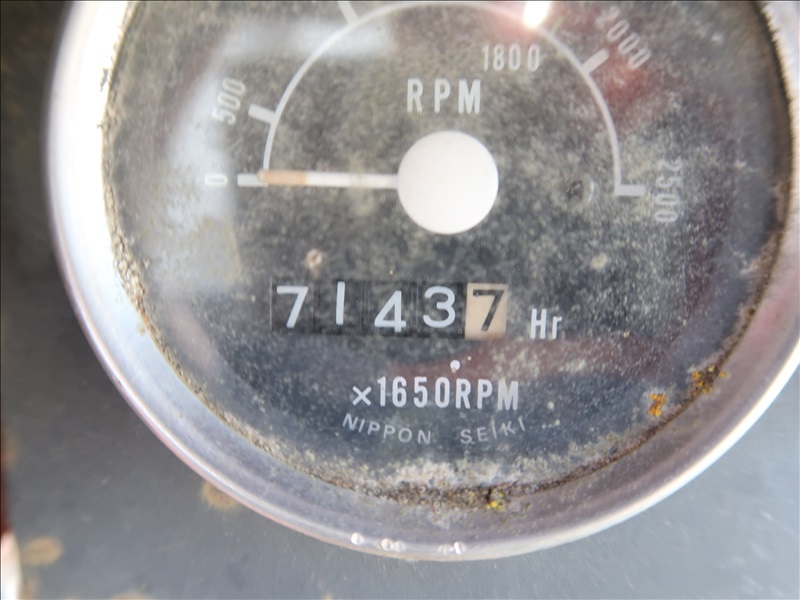 1800
2000
500
RPM
0
2500
71437 Hr
×1650RPM
NIPPON SEIKI